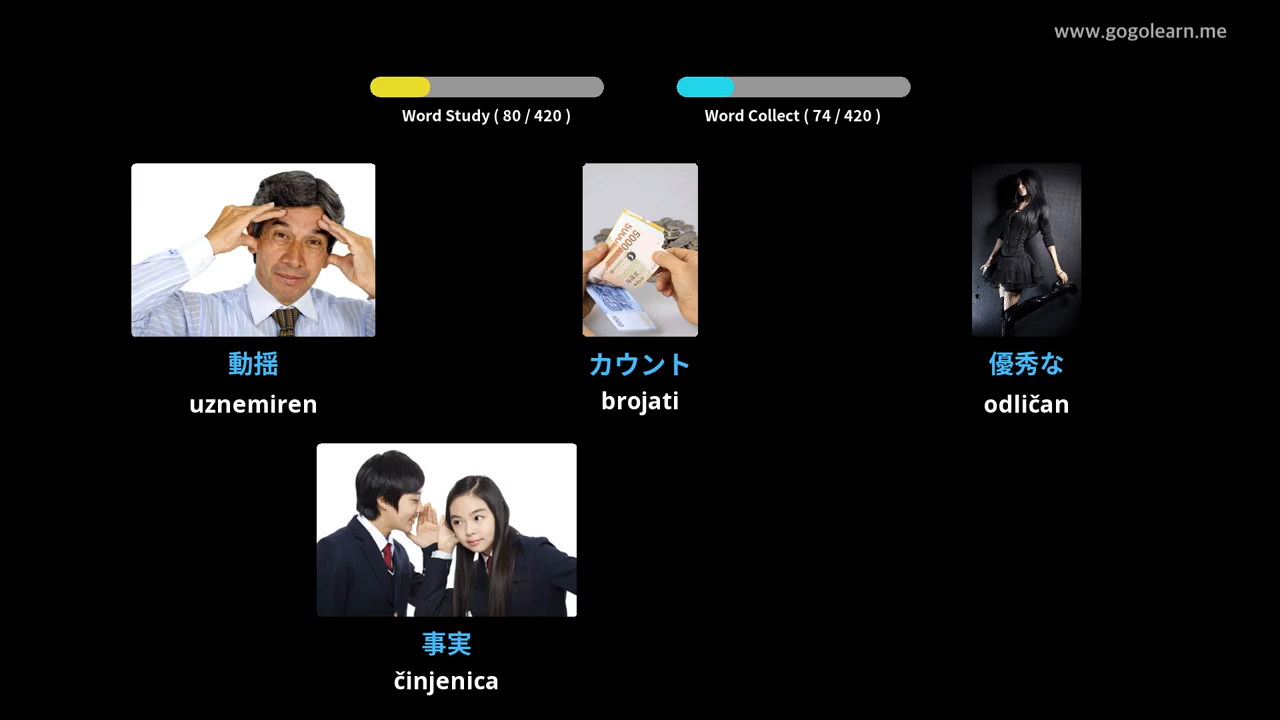 www.gogolearn.me
Word Study ( 80 / 420 )
Word Collect ( 74 / 420 )
動揺
uznemiren
カウント
brojati
優秀な
odličan
事実
činjenica